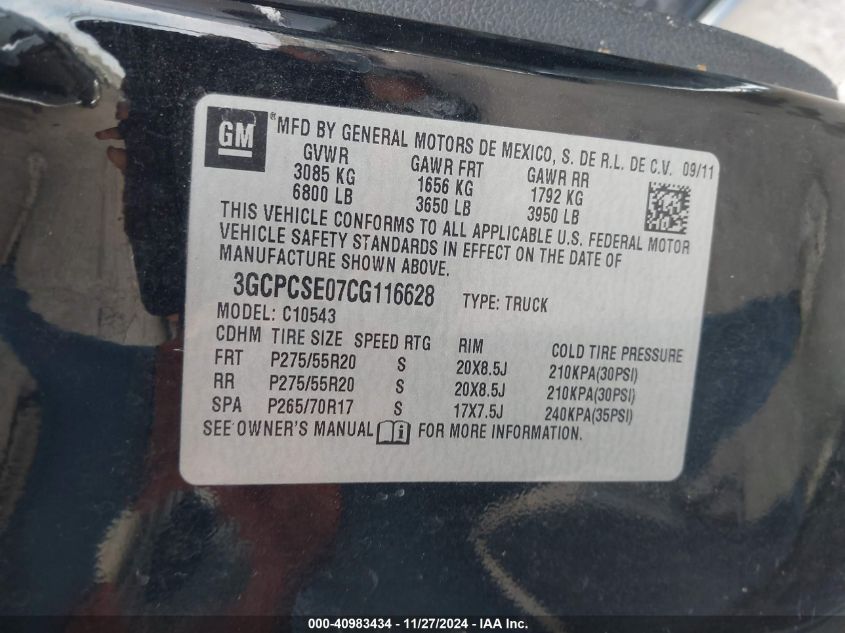 GM ® MFD BY GENERAL MOTORS DE MEXICO, S. DE R.L. DE C.V. 09/11
GVWR GAWR FRT GAWR RR
3085 KG 1656 KG 1792 KG
6800 LB 3650 LB 3950 LB
THIS VEHICLE CONFORMS TO ALL APPLICABLE U.S. FEDERAL MOTOR
VEHICLE SAFETY STANDARDS IN EFFECT ON THE DATE OF
MANUFACTURE SHOWN ABOVE.
3GCPCSE07CG116628 TYPE: TRUCK
MODEL: C10543
CDHM TIRE SIZE SPEED RTG RIM COLD TIRE PRESSURE
FRT P275/55R20 S 20X8.5J 210KPA(30PSI)
RR P275/55R20 S 20X8.5J 210KPA(30PSI)
SPA P265/70R17 S 17X7.5J 240KPA(35PSI)
SEE OWNER'S MANUAL i FOR MORE INFORMATION.
000-40983434 - 11/27/2024 - IAA Inc.